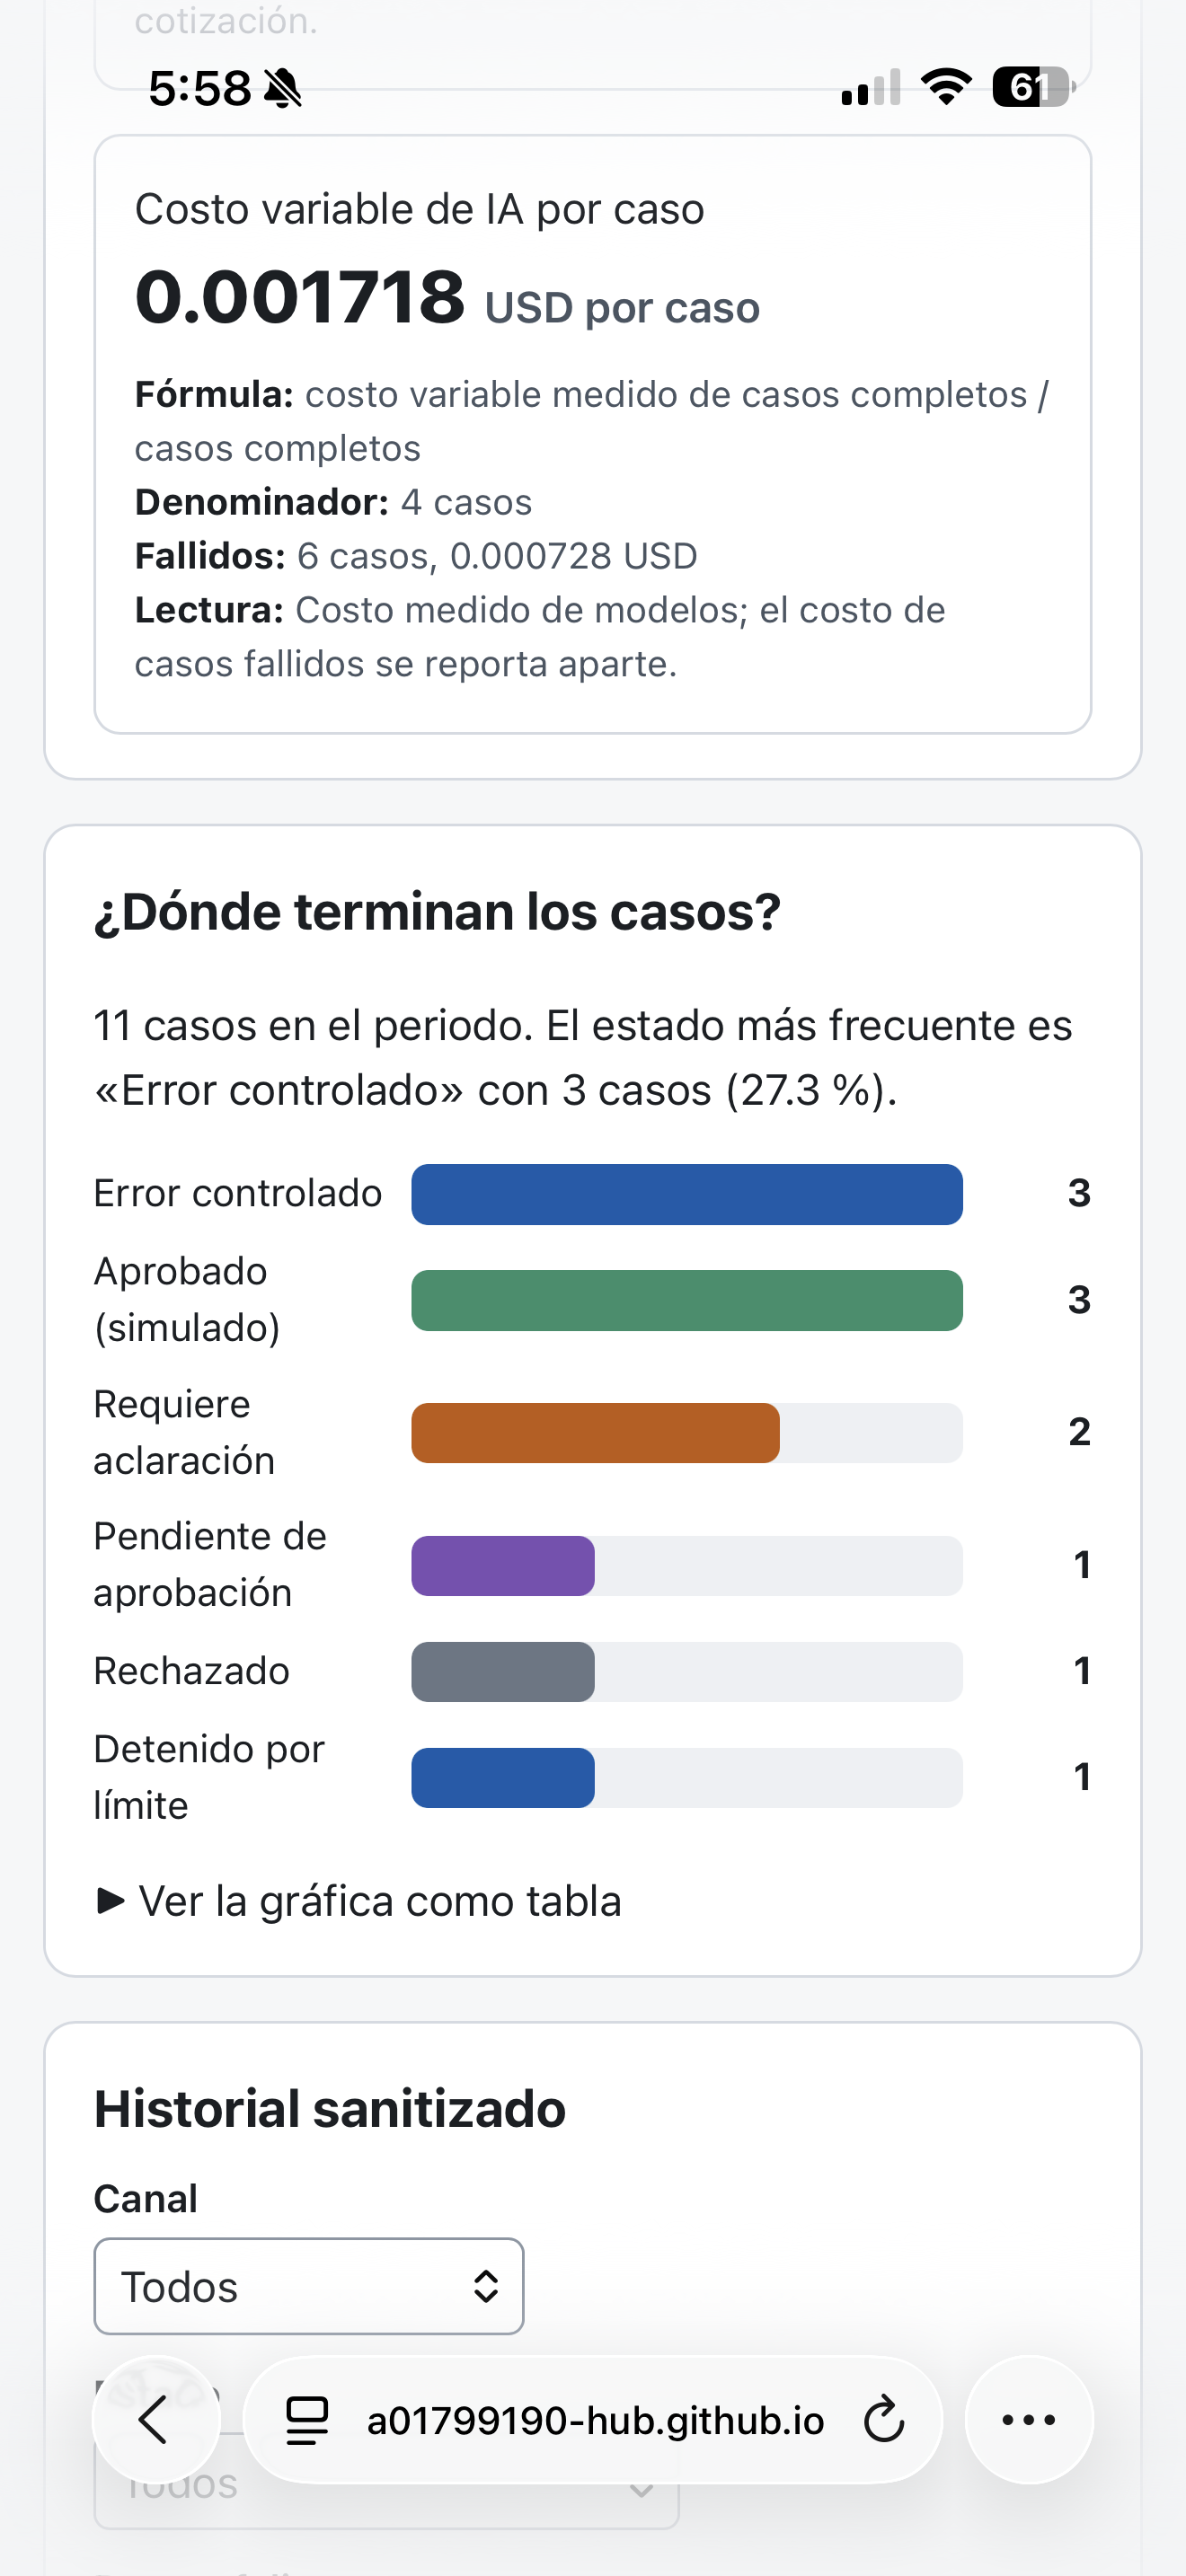 cotización.
5:58
61
Costo variable de IA por caso
0.001718 USD por caso
Fórmula: costo variable medido de casos completos /
casos completos
Denominador: 4 casos
Fallidos: 6 casos, 0.000728 USD
Lectura: Costo medido de modelos; el costo de
casos fallidos se reporta aparte.
¿Dónde terminan los casos?
11 casos en el periodo. El estado más frecuente es
«Error controlado» con 3 casos (27.3 %).
Error controlado 3
Aprobado
(simulado) 3
Requiere
aclaración 2
Pendiente de
aprobación 1
Rechazado 1
Detenido por
límite 1
▶ Ver la gráfica como tabla
Historial sanitizado
Canal
Todos
a01799190-hub.github.io
Todos